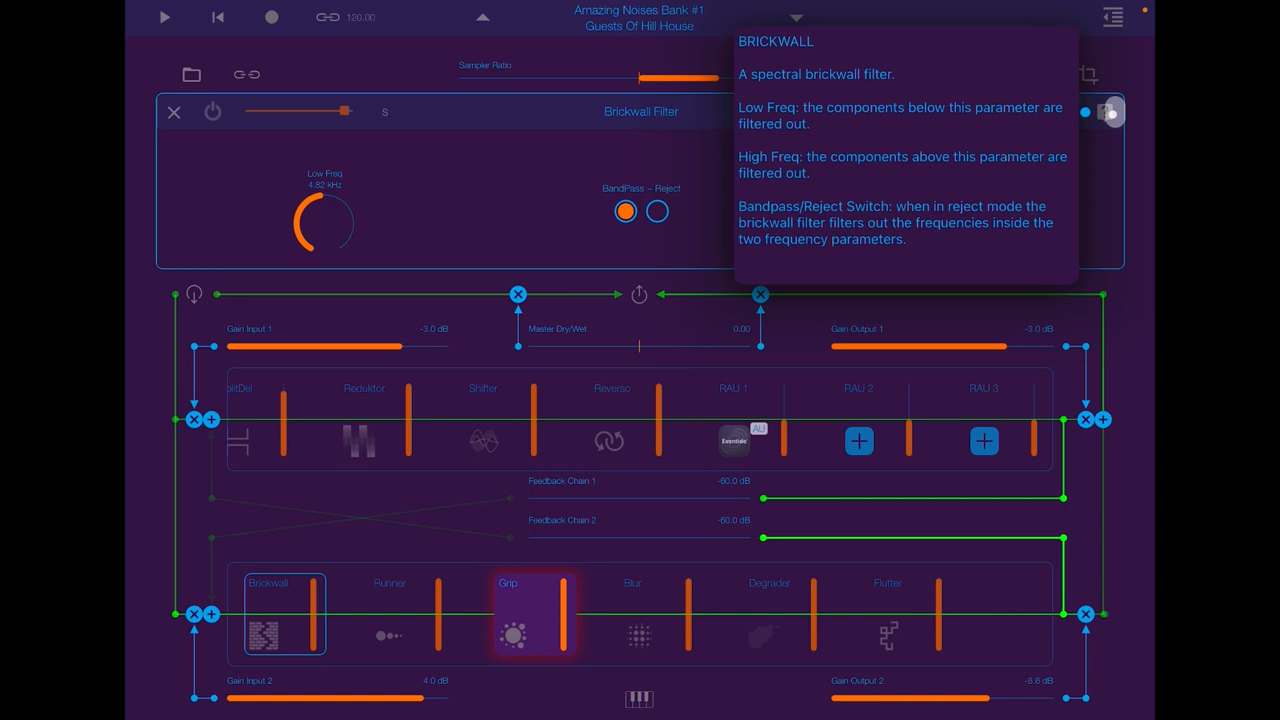 120.00
Amazing Noises Bank #1
Guests Of Hill House
Sampler Ratio
S
Brickwall Filter
Low Freq
4.82 kHz
BandPass - Reject
BRICKWALL
A spectral brickwall filter.
Low Freq: the components below this parameter are
filtered out.
High Freq: the components above this parameter are
filtered out.
Bandpass/Reject Switch: when in reject mode the
brickwall filter filters out the frequencies inside the
two frequency parameters.
Gain Input 1 -3.0 dB
Master Dry/Wet 0.00
Gain Output 1 -3.0 dB
Reduktor
Shifter
Reverso
RAU 1
RAU 2
RAU 3
AU
Eventide
Feedback Chain 1 -60.0 dB
Feedback Chain 2 -60.0 dB
Brickwall
Runner
Grip
Blur
Degrader
Flutter
Gain Input 2 4.0 dB
Gain Output 2 -8.6 dB